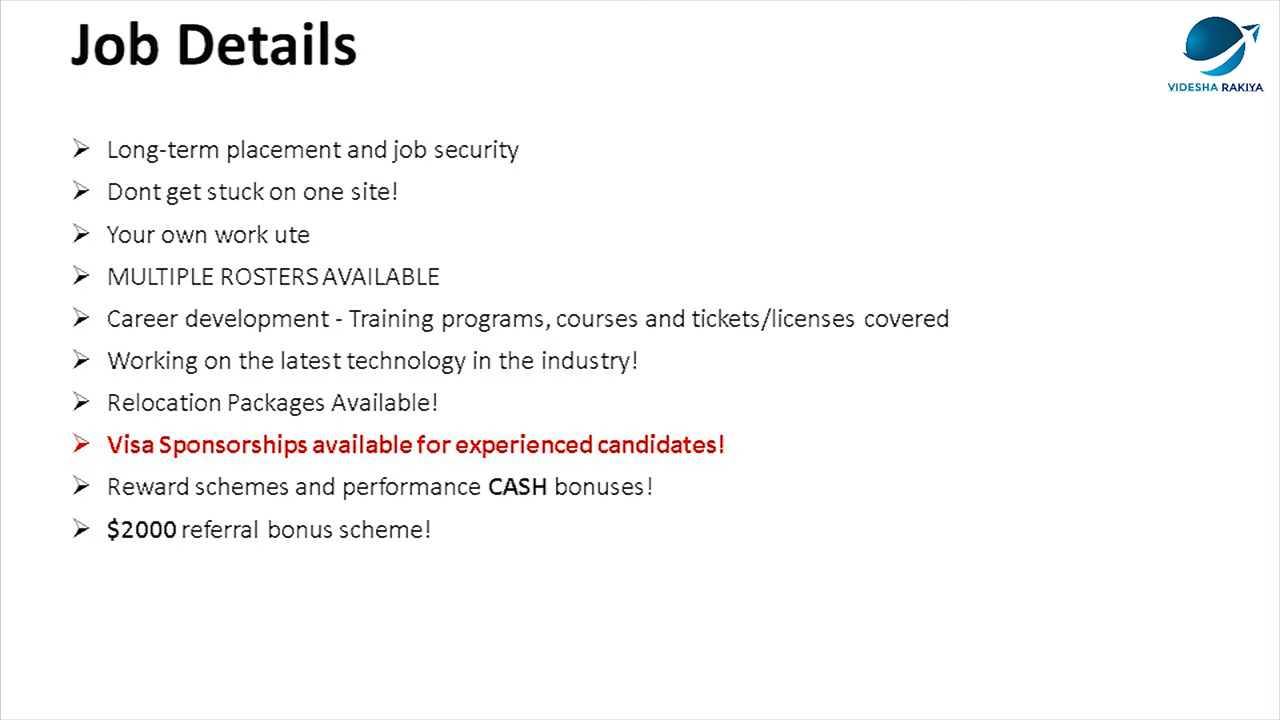 Job Details
VIDESHA RAKIYA
Long-term placement and job security
Dont get stuck on one site!
Your own work ute
MULTIPLE ROSTERS AVAILABLE
Career development - Training programs, courses and tickets/licenses covered
Working on the latest technology in the industry!
Relocation Packages Available!
Visa Sponsorships available for experienced candidates!
Reward schemes and performance CASH bonuses!
$2000 referral bonus scheme!